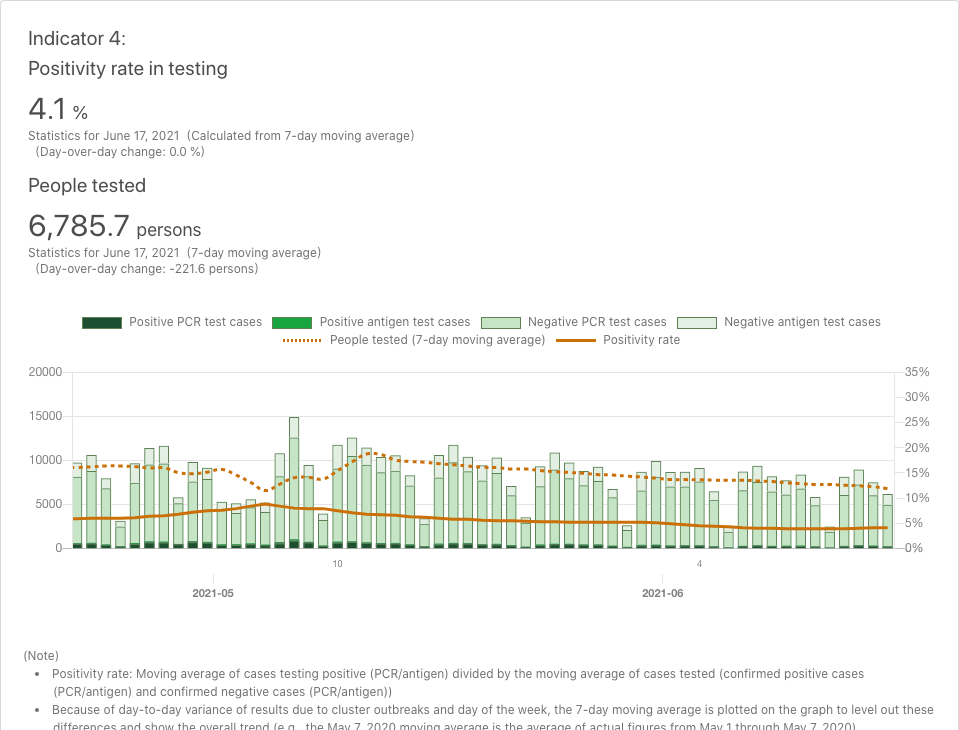 Indicator 4:
Positivity rate in testing
4.1 %
Statistics for June 17, 2021 (Calculated from 7-day moving average)
(Day-over-day change: 0.0 %)
People tested
6,785.7 persons
Statistics for June 17, 2021 (7-day moving average)
(Day-over-day change: -221.6 persons)
Positive PCR test cases Positive antigen test cases Negative PCR test cases Negative antigen test cases
People tested (7-day moving average) Positivity rate
20000 35%
30%
15000 25%
20%
10000 15%
10%
5000 5%
0 0%
10 4
2021-05 2021-06
(Note)
• Positivity rate: Moving average of cases testing positive (PCR/antigen) divided by the moving average of cases tested (confirmed positive cases
(PCR/antigen) and confirmed negative cases (PCR/antigen))
• Because of day-to-day variance of results due to cluster outbreaks and day of the week, the 7-day moving average is plotted on the graph to level out these
differences and show the overall trend (e.g., the May 7, 2020 moving average is the average of actual figures from May 1 through May 7, 2020)